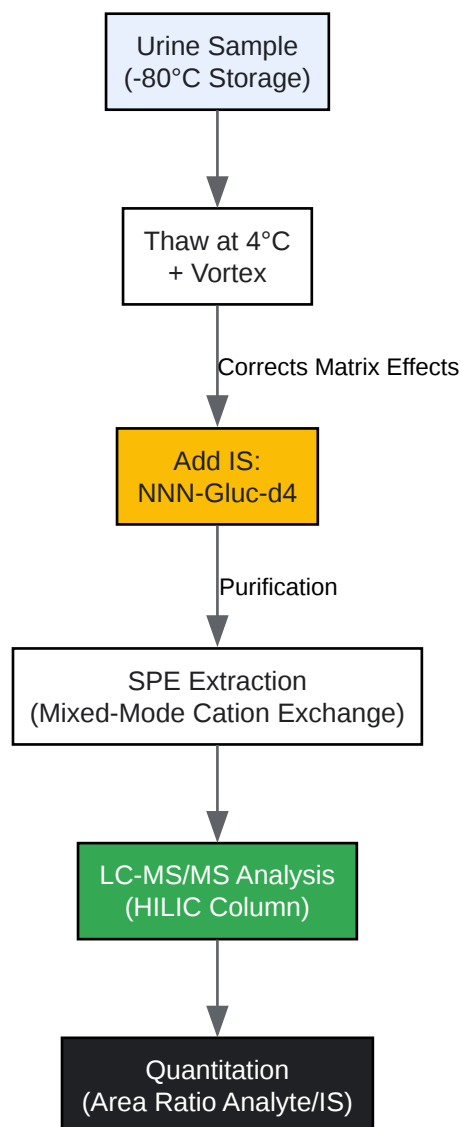 Urine Sample
(-80°C Storage)
Thaw at 4°C
+ Vortex
Corrects Matrix Effects
Add IS:
NNN-Gluc-d4
Purification
SPE Extraction
(Mixed-Mode Cation Exchange)
LC-MS/MS Analysis
(HILIC Column)
Quantitation
(Area Ratio Analyte/IS)